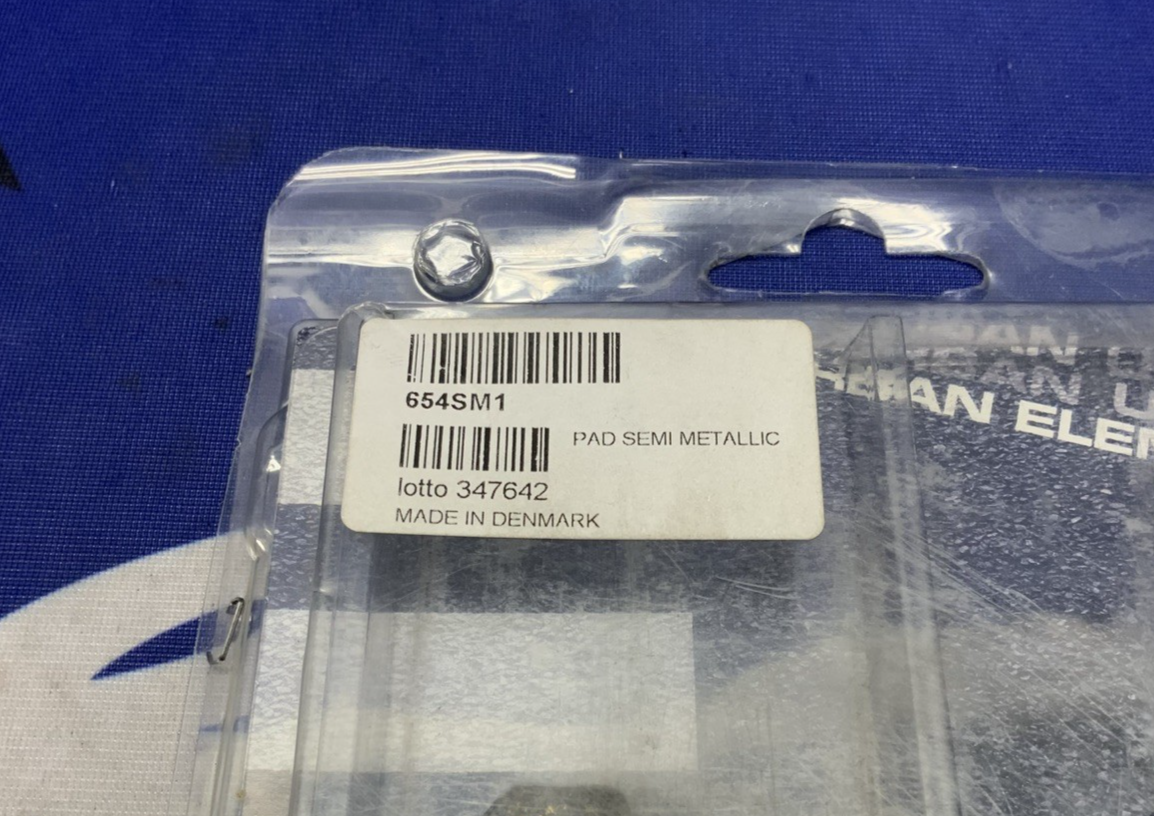 654SM1
PAD SEMI METALLIC
lotto 347642
MADE IN DENMARK